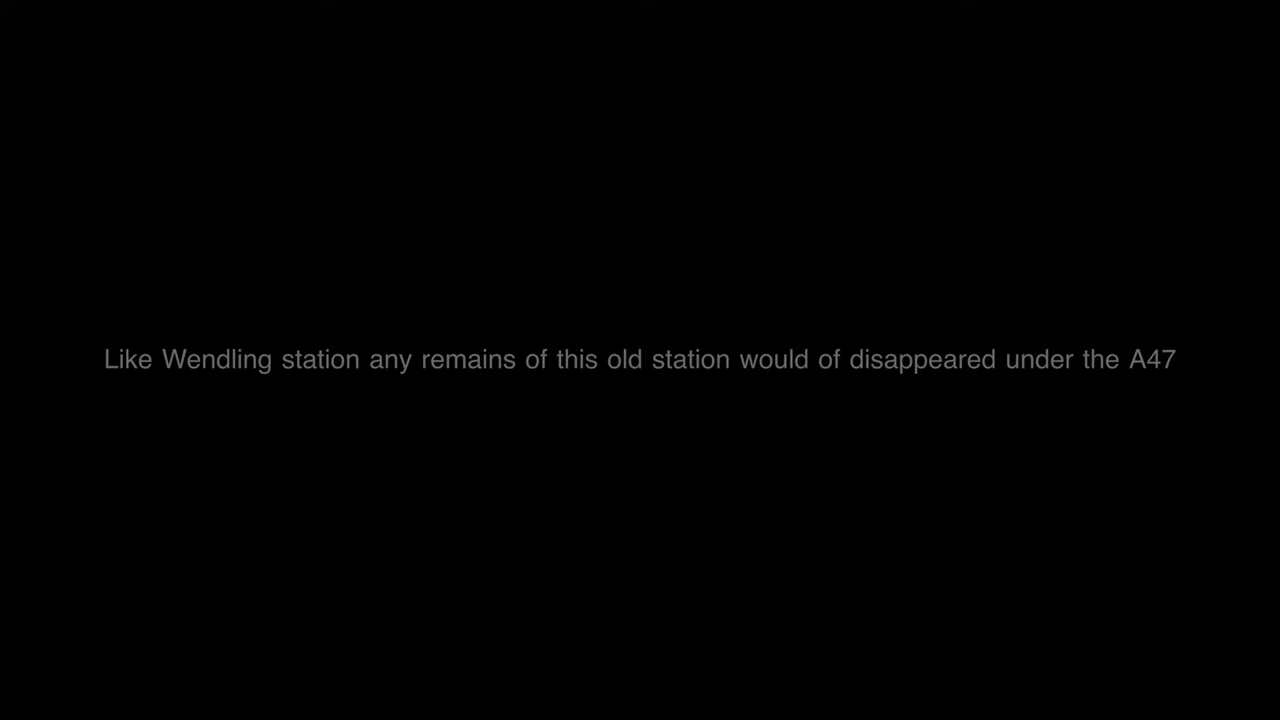 Like Wendling station any remains of this old station would of disappeared under the A47